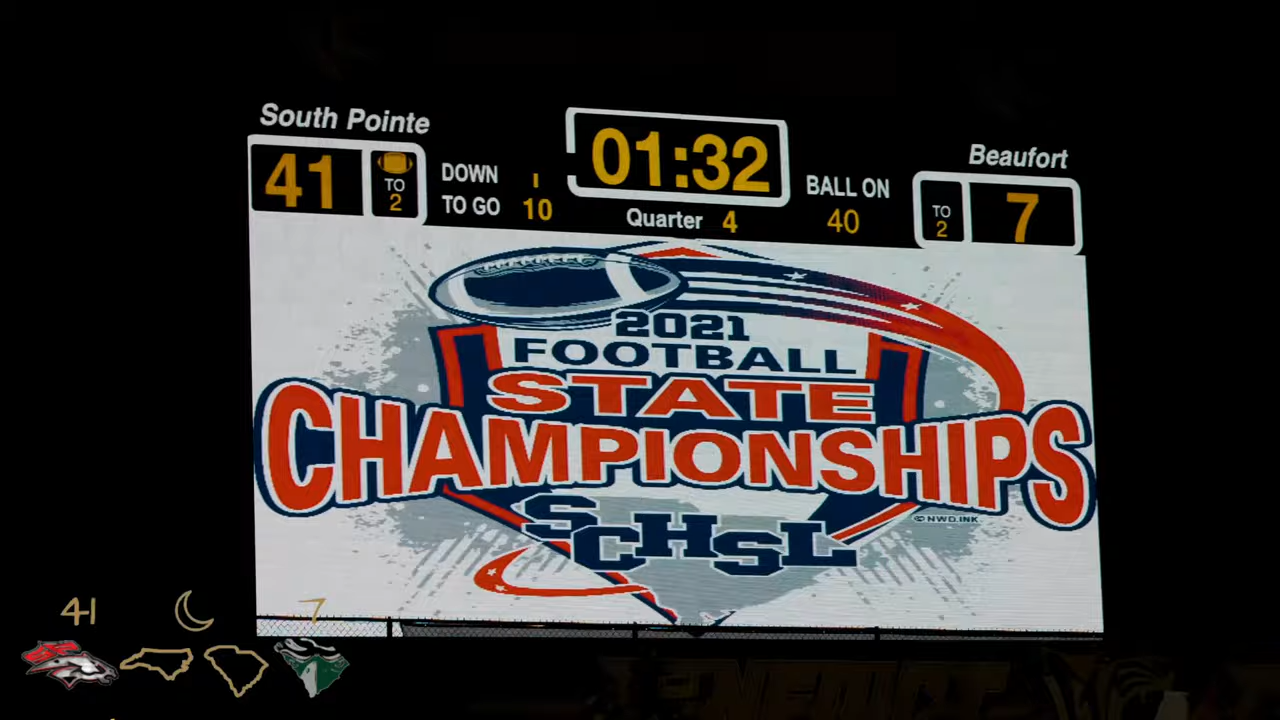 South Pointe
41
TO
2
DOWN 1
TO GO 10
01:32
Quarter 4
BALL ON
40
Beaufort
TO
2
7
2021
FOOTBALL
STATE
CHAMPIONSHIPS
SCHSL
©NWD.INK
41
7
SP